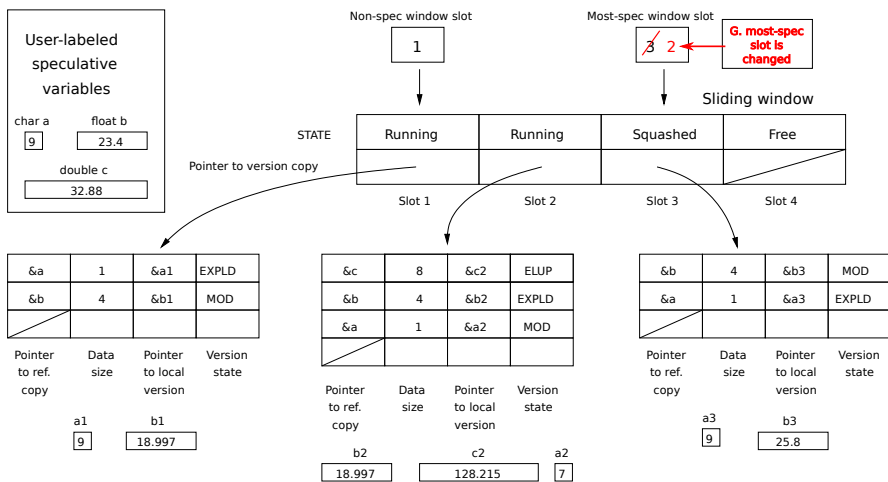 Non-spec window slot
Most-spec window slot
User-labeled
speculative
variables
1
3 2
G. most-spec
slot is
changed
char a
float b
9
23.4
double c
32.88
Sliding window
STATE
Running
Running
Squashed
Free
Pointer to version copy
Slot 1
Slot 2
Slot 3
Slot 4
&a 1 &a1 EXPLD
&b 4 &b1 MOD
Pointer
to ref.
copy
Data
size
Pointer
to local
version
Version
state
a1
9
b1
18.997
&c 8 &c2 ELUP
&b 4 &b2 EXPLD
&a 1 &a2 MOD
Pointer
to ref.
copy
Data
size
Pointer
to local
version
Version
state
b2
18.997
c2
128.215
a2
7
&b 4 &b3 MOD
&a 1 &a3 EXPLD
Pointer
to ref.
copy
Data
size
Pointer
to local
version
Version
state
a3
9
b3
25.8